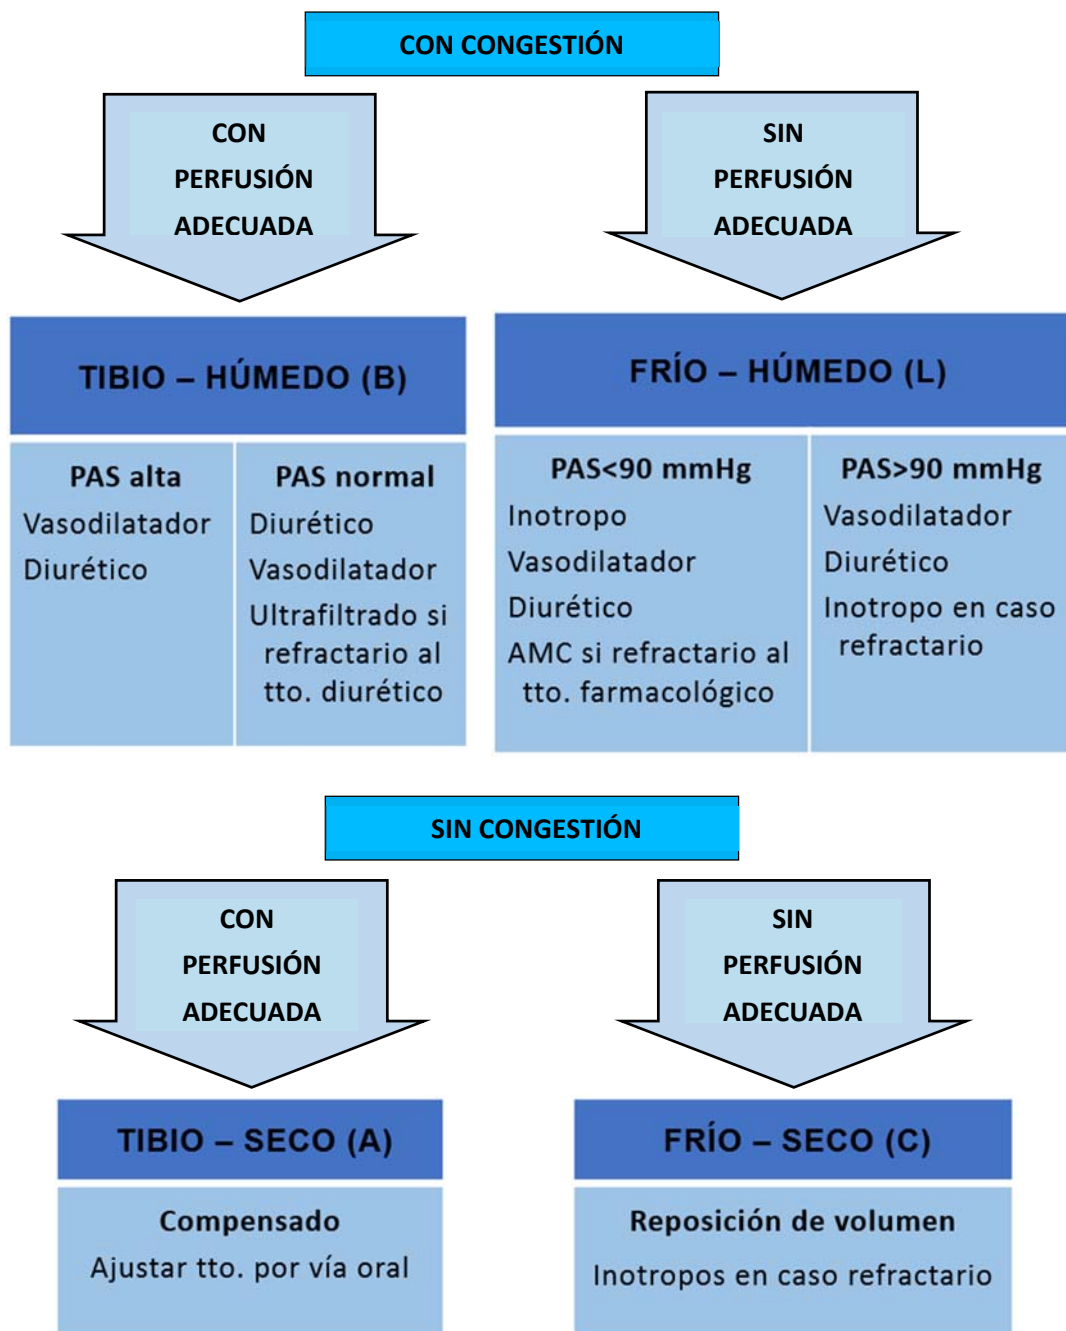 CON CONGESTIÓN
CON
PERFUSIÓN
ADECUADA
SIN
PERFUSIÓN
ADECUADA
TIBIO – HÚMEDO (B)
PAS alta
Vasodilatador
Diurético
PAS normal
Diurético
Vasodilatador
Ultrafiltrado si
refractario al
tto. diurético
FRÍO – HÚMEDO (L)
PAS<90 mmHg
Inotropo
Vasodilatador
Diurético
AMC si refractario al
tto. farmacológico
PAS>90 mmHg
Vasodilatador
Diurético
Inotropo en caso
refractario
SIN CONGESTIÓN
CON
PERFUSIÓN
ADECUADA
SIN
PERFUSIÓN
ADECUADA
TIBIO – SECO (A)
Compensado
Ajustar tto. por vía oral
FRÍO – SECO (C)
Reposición de volumen
Inotropos en caso refractario